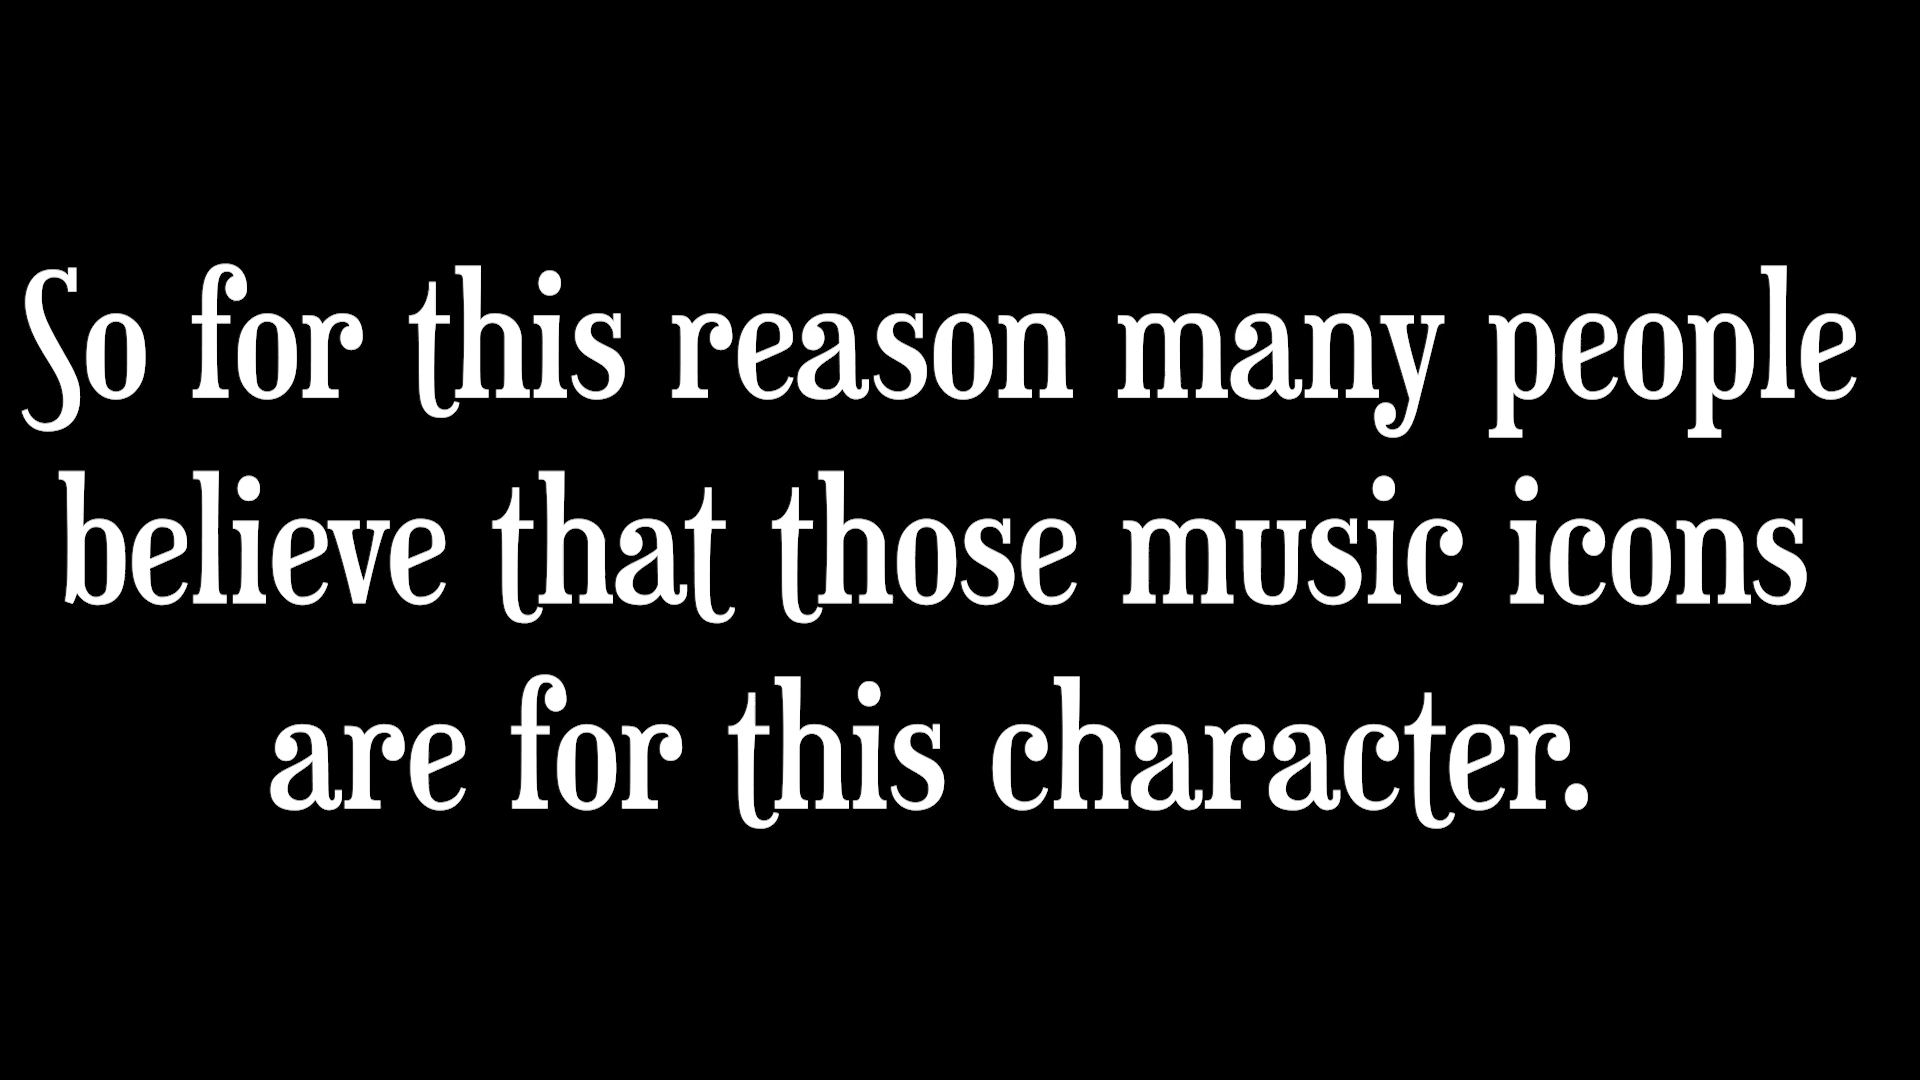 So for this reason many people
believe that those music icons
are for this character.